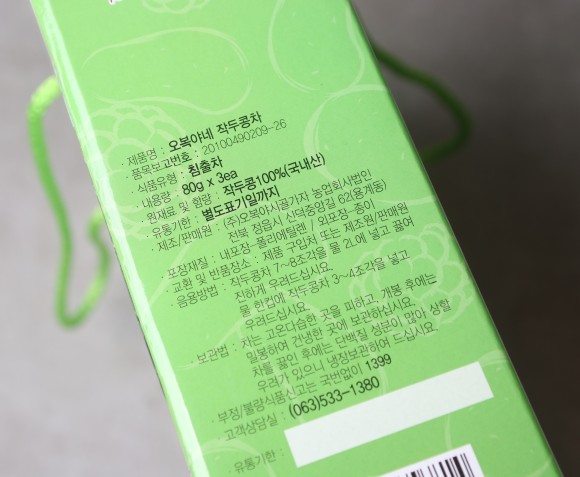 · 제품명 : 오복야네 작두콩차
· 품목보고번호 : 20100490209-26
· 식품유형 : 침출차
· 내용량 : 80g x 3ea
· 원재료 및 함량 : 작두콩100%(국내산)
· 유통기한 : 별도표기일까지
· 제조/판매원 : (주)오복아시골가자 농업회사법인
전북 정읍시 신덕중앙길 62(용계동)
· 포장재질 : 내포장-폴리에틸렌 / 외포장-종이
· 교환 및 반품장소 : 제품 구입처 또는 제조원/판매원
· 음용방법 : 작두콩차 7~8조각을 물 2L에 넣고 끓여
진하게 우려드십시요.
물 한컵에 작두콩차 3~4조각을 넣고
우려드십시요.
· 보관법 : 차는 고온다습한 곳을 피하고, 개봉 후에는
밀봉하여 건냉한 곳에 보관하십시요.
차를 끓인 후에는 단백질 성분이 많아 상할
우려가 있으니 냉장보관하여 드십시요.
· 부정/불량식품신고는 국번없이 1399
· 고객상담실 : (063)533-1380
· 유통기한 :